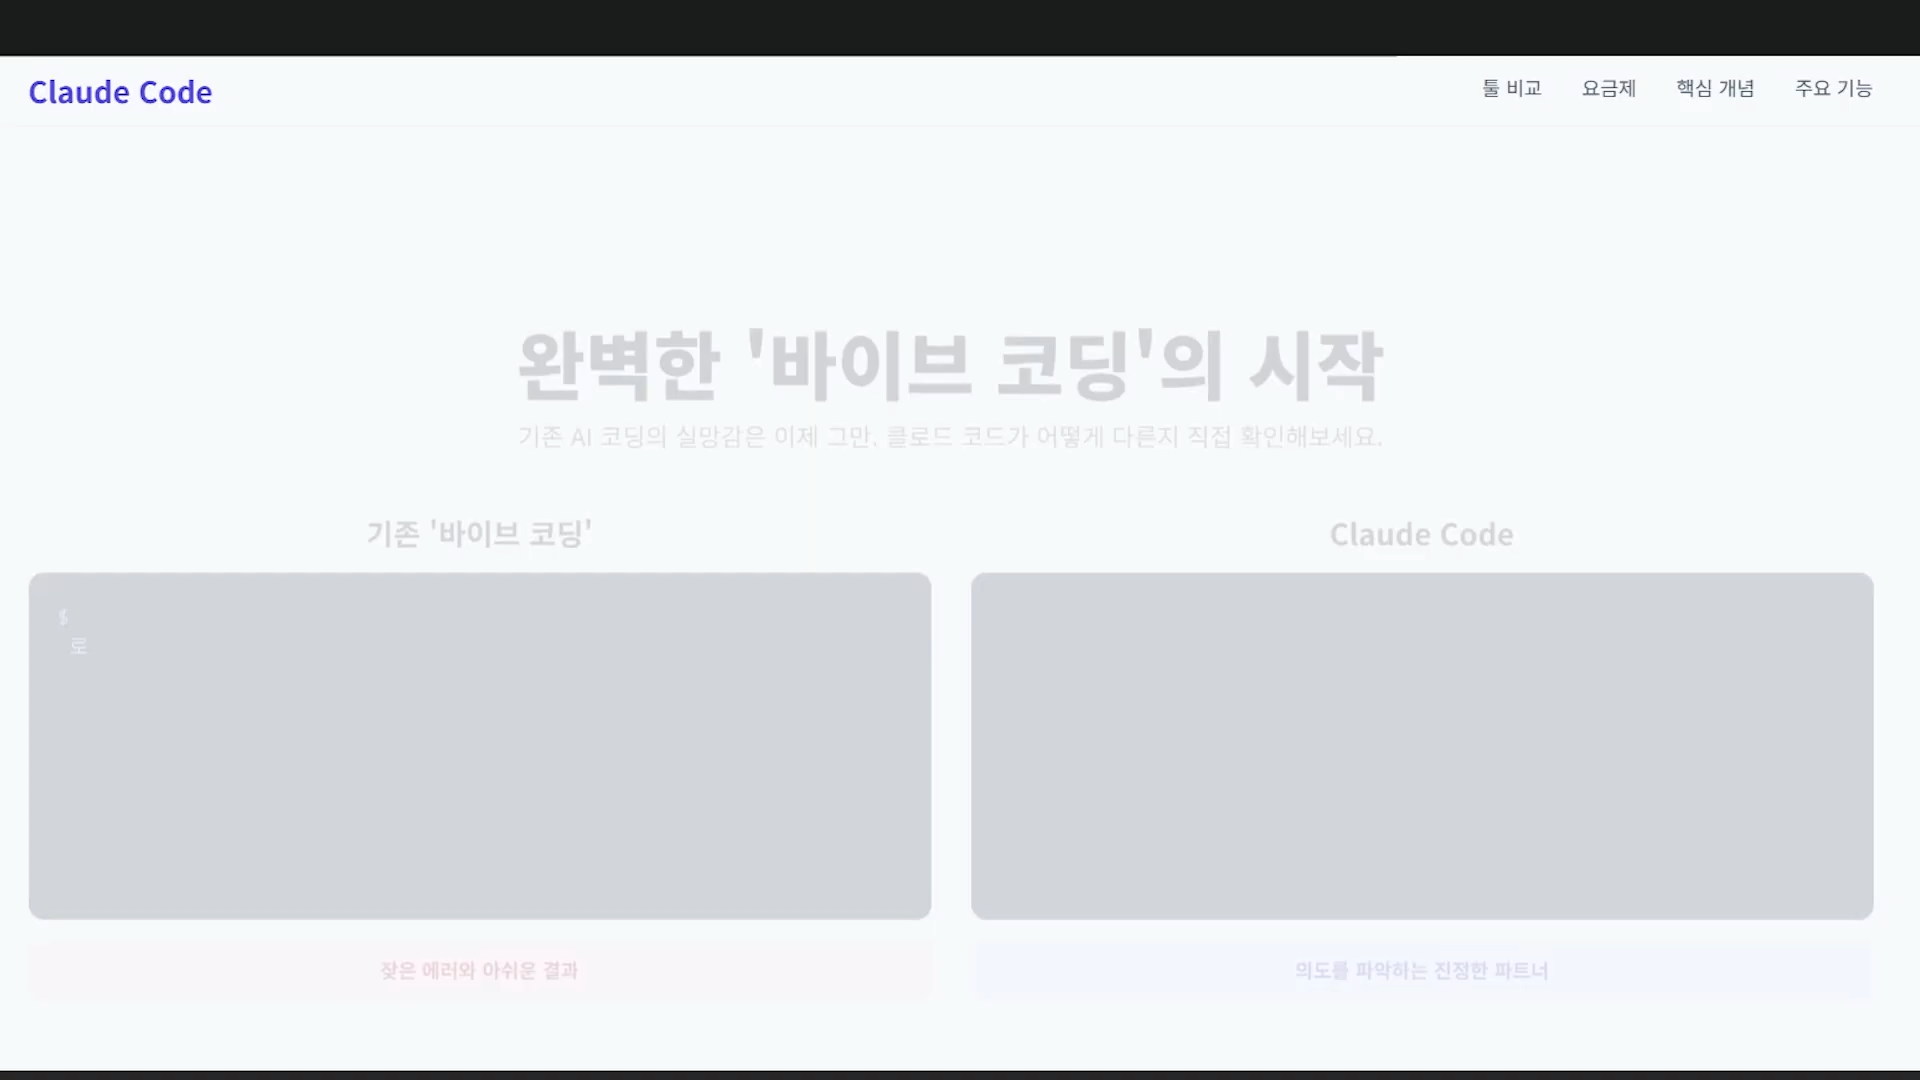 Claude Code
툴 비교
요금제
핵심 개념
주요 기능
완벽한 '바이브 코딩'의 시작
기존 AI 코딩의 실망감은 이제 그만. 클로드 코드가 어떻게 다른지 직접 확인해보세요.
기존 '바이브 코딩'
$
로
잦은 에러와 아쉬운 결과
Claude Code
의도를 파악하는 진정한 파트너